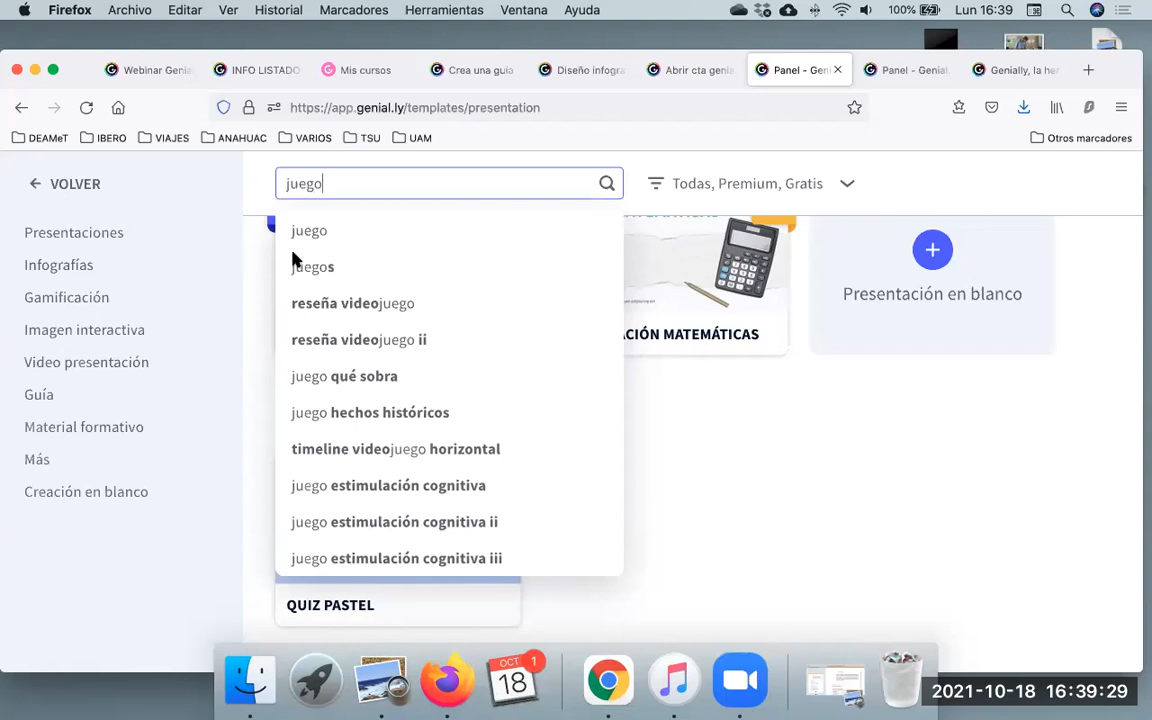 Firefox Archivo Editar Ver Historial Marcadores Herramientas Ventana Ayuda 100% Lun 16:39
Webinar Genia INFO LISTADO Mis cursos Crea una guía Diseño infogra Abrir cta genia Panel - Geni Panel - Genial. Genially, la her
https://app.genial.ly/templates/presentation
DEAMeT IBERO VIAJES ANAHUAC VARIOS TSU UAM Otros marcadores
VOLVER juego Todas, Premium, Gratis
Presentaciones
Infografías
Gamificación
Imagen interactiva
Video presentación
Guía
Material formativo
Más
Creación en blanco
juego
juegos
reseña videojuego
reseña videojuego ii
juego qué sobra
juego hechos históricos
timeline videojuego horizontal
juego estimulación cognitiva
juego estimulación cognitiva ii
juego estimulación cognitiva iii
ACIÓN MATEMÁTICAS
Presentación en blanco
QUIZ PASTEL
OCT 1
18
2021-10-18 16:39:29